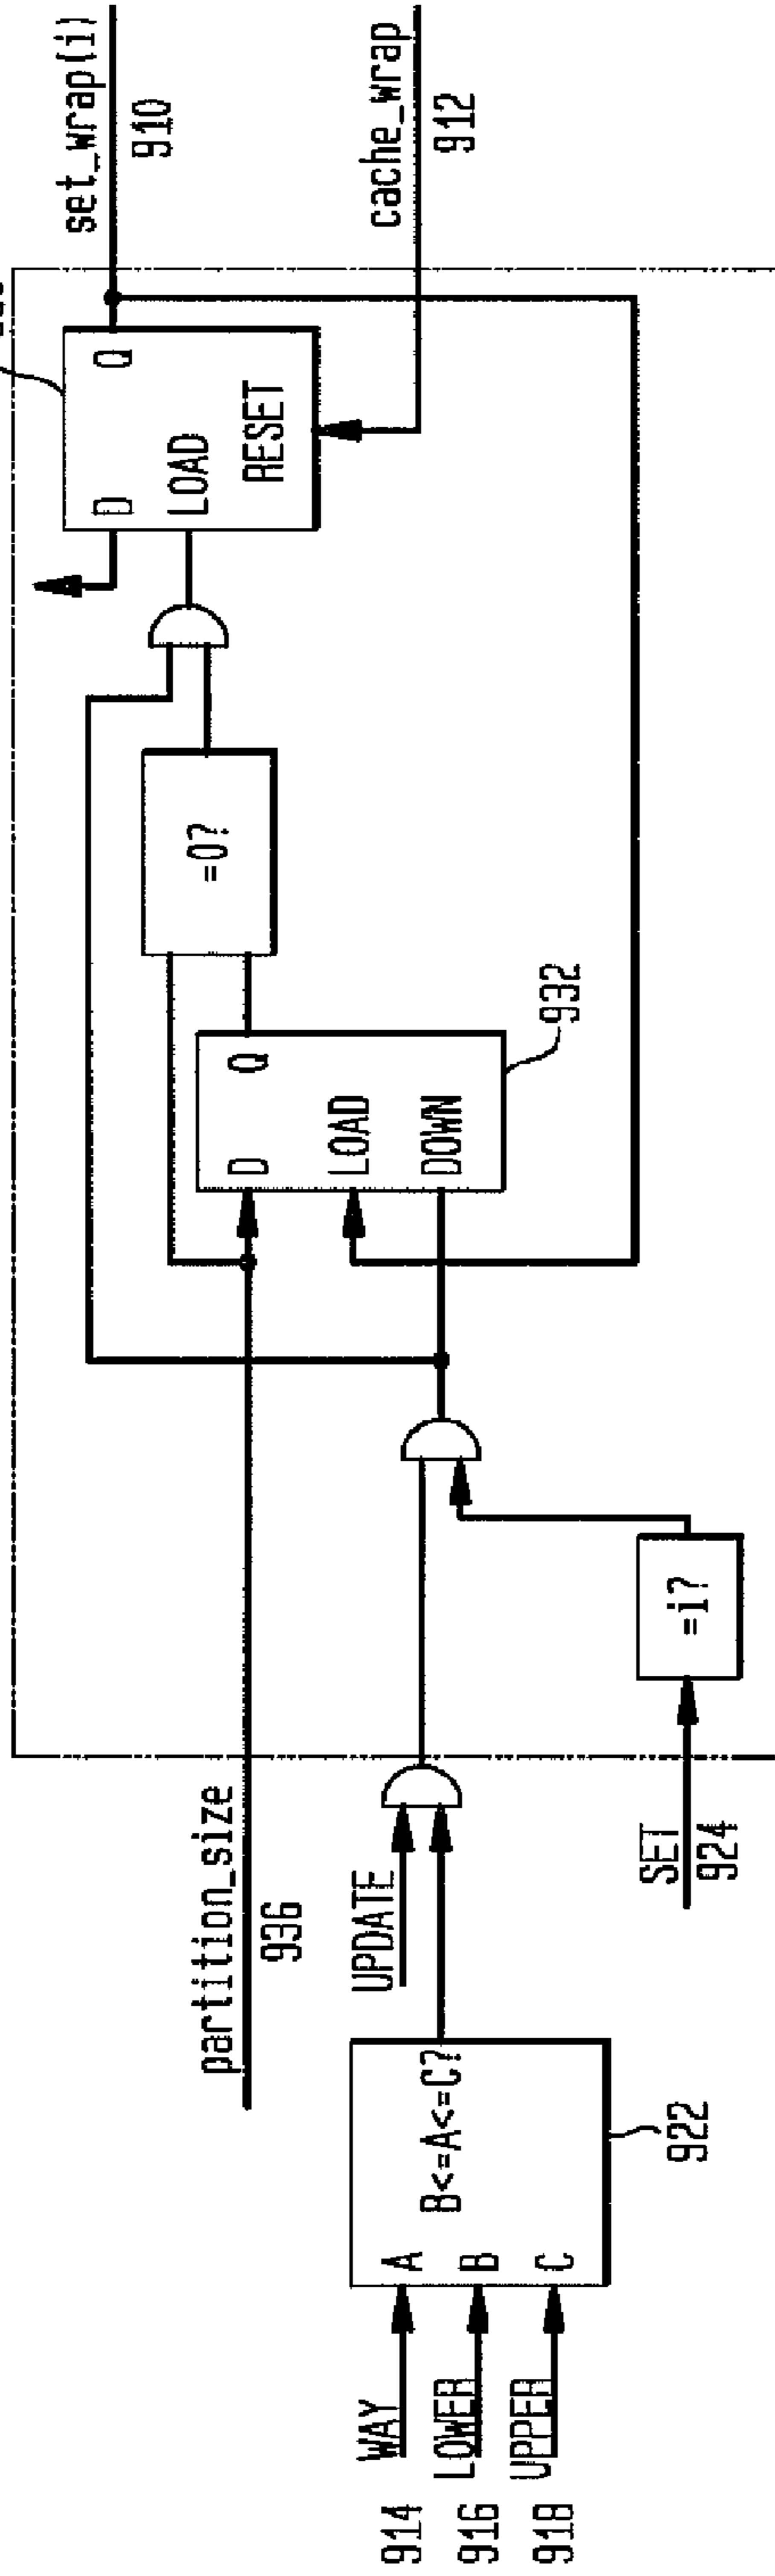 set_wrap(i)
910
cache_wrap
912
D
Q
LOAD
RESET
=0?
D
Q
LOAD
DOWN
932
=i?
partition_size
936
UPDATE
SET
924
B<=A<=C?
A
B
C
922
WAY
914
LOWER
916
UPPER
918